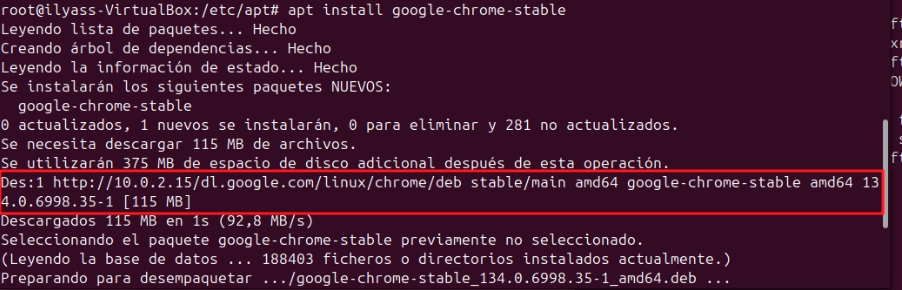 root@ilyass-VirtualBox:/etc/apt# apt install google-chrome-stable
Leyendo lista de paquetes... Hecho
Creando árbol de dependencias... Hecho
Leyendo la información de estado... Hecho
Se instalarán los siguientes paquetes NUEVOS:
  google-chrome-stable
0 actualizados, 1 nuevos se instalarán, 0 para eliminar y 281 no actualizados.
Se necesita descargar 115 MB de archivos.
Se utilizarán 375 MB de espacio de disco adicional después de esta operación.
Des:1 http://10.0.2.15/dl.google.com/linux/chrome/deb stable/main amd64 google-chrome-stable amd64 13
4.0.6998.35-1 [115 MB]
Descargados 115 MB en 1s (92,8 MB/s)
Seleccionando el paquete google-chrome-stable previamente no seleccionado.
(Leyendo la base de datos ... 188403 ficheros o directorios instalados actualmente.)
Preparando para desempaquetar .../google-chrome-stable_134.0.6998.35-1_amd64.deb ...